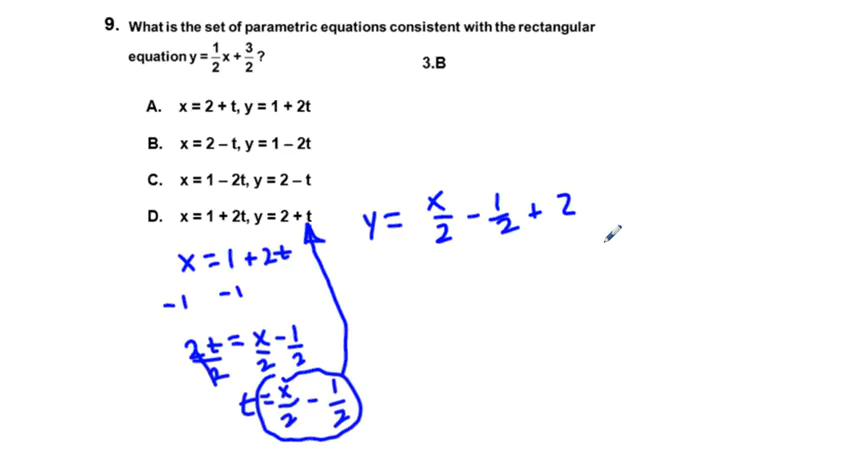 9. What is the set of parametric equations consistent with the rectangular
equation y = 1/2 x + 3/2 ?
3.B
A. x = 2 + t, y = 1 + 2t
B. x = 2 – t, y = 1 – 2t
C. x = 1 – 2t, y = 2 – t
D. x = 1 + 2t, y = 2 + t
y = x/2 - 1/2 + 2
x = 1 + 2t
-1 -1
2t/2 = x/2 - 1/2
t = x/2 - 1/2